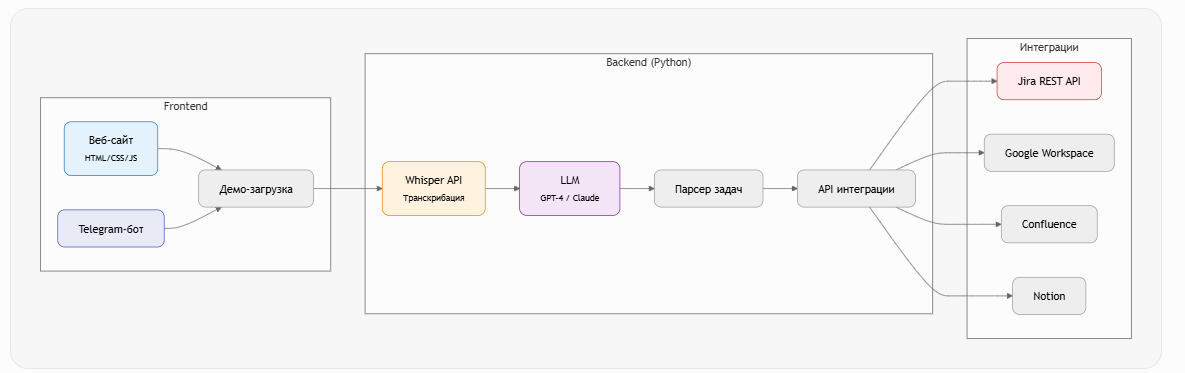 Frontend
Веб-сайт
HTML/CSS/JS
Telegram-бот
Демо-загрузка
Backend (Python)
Whisper API
Транскрибация
LLM
GPT-4 / Claude
Парсер задач
API интеграции
Интеграции
Jira REST API
Google Workspace
Confluence
Notion